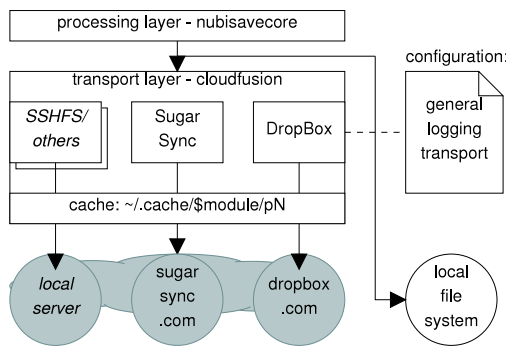 processing layer - nubisavecore
configuration:
transport layer - cloudfusion
SSHFS/
others
Sugar
Sync
DropBox
general
logging
transport
cache: ~/.cache/$module/pN
local
server
sugar
sync
.com
dropbox
.com
local
file
system